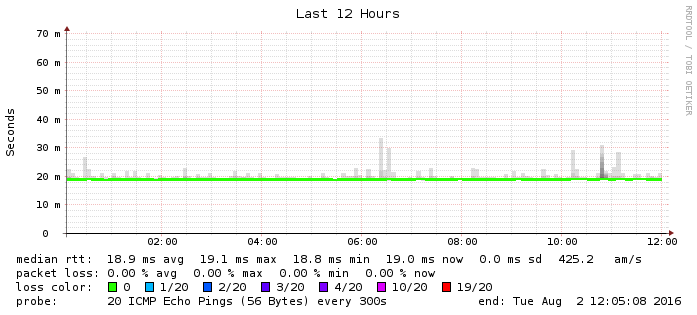 Last 12 Hours
RRDTOOL / TOBI OETIKER
Seconds
70 m
60 m
50 m
40 m
30 m
20 m
10 m
0
02:00 04:00 06:00 08:00 10:00 12:00
median rtt: 18.9 ms avg 19.1 ms max 18.8 ms min 19.0 ms now 0.0 ms sd 425.2 am/s
packet loss: 0.00 % avg 0.00 % max 0.00 % min 0.00 % now
loss color: 0 1/20 2/20 3/20 4/20 10/20 19/20
probe: 20 ICMP Echo Pings (56 Bytes) every 300s end: Tue Aug 2 12:05:08 2016